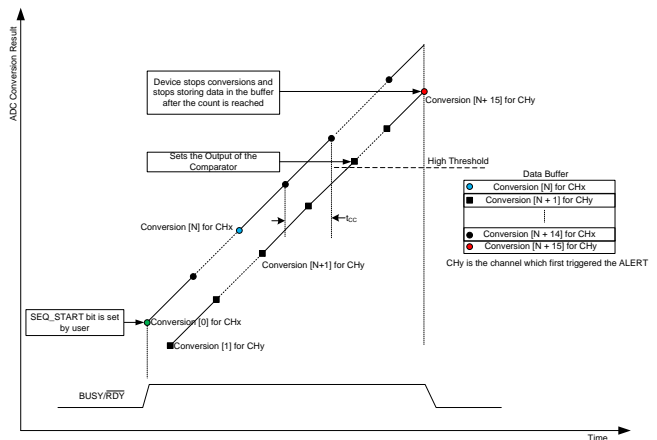 ADC Conversion Result
Device stops conversions and
stops storing data in the buffer
after the count is reached
Conversion [N+ 15] for CHy
Sets the Output of the
Comparator
High Threshold
Data Buffer
Conversion [N] for CHx
Conversion [N + 1] for CHy
Conversion [N + 14] for CHx
Conversion [N + 15] for CHy
CHy is the channel which first triggered the ALERT
Conversion [N] for CHx
tCC
Conversion [N+1] for CHy
SEQ_START bit is set
by user
Conversion [0] for CHx
Conversion [1] for CHy
BUSY/RDY
Time